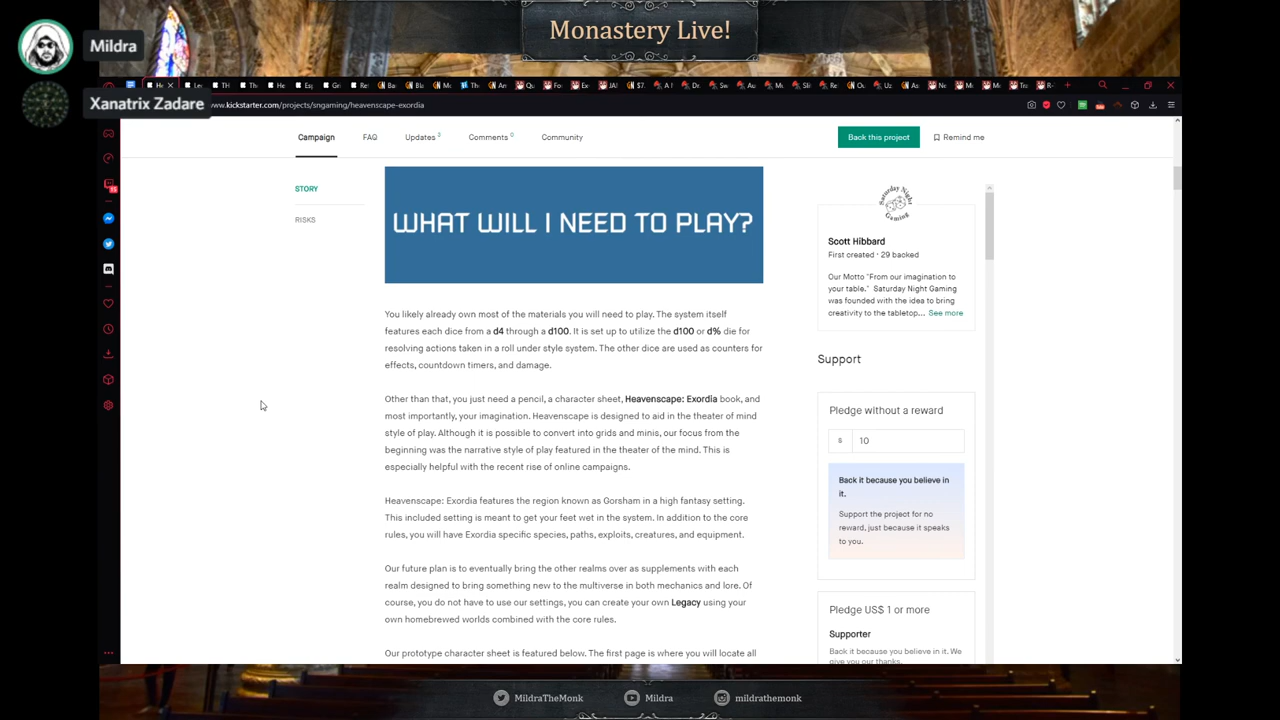 Monastery Live!
Mildra
Xanatrix Zadare
www.kickstarter.com/projects/sngaming/heavenscape-exordia
Campaign FAQ Updates 3 Comments 0 Community Back this project Remind me
STORY
RISKS
WHAT WILL I NEED TO PLAY?
You likely already own most of the materials you will need to play. The system itself
features each dice from a d4 through a d100. It is set up to utilize the d100 or d% die for
resolving actions taken in a roll under style system. The other dice are used as counters for
effects, countdown timers, and damage.
Other than that, you just need a pencil, a character sheet, Heavenscape: Exordia book, and
most importantly, your imagination. Heavenscape is designed to aid in the theater of mind
style of play. Although it is possible to convert into grids and minis, our focus from the
beginning was the narrative style of play featured in the theater of the mind. This is
especially helpful with the recent rise of online campaigns.
Heavenscape: Exordia features the region known as Gorsham in a high fantasy setting.
This included setting is meant to get your feet wet in the system. In addition to the core
rules, you will have Exordia specific species, paths, exploits, creatures, and equipment.
Our future plan is to eventually bring the other realms over as supplements with each
realm designed to bring something new to the multiverse in both mechanics and lore. Of
course, you do not have to use our settings, you can create your own Legacy using your
own homebrewed worlds combined with the core rules.
Our prototype character sheet is featured below. The first page is where you will locate all
Saturday Night
Gaming
Scott Hibbard
First created · 29 backed
Our Motto "From our imagination to
your table." Saturday Night Gaming
was founded with the idea to bring
creativity to the tabletop... See more
Support
Pledge without a reward
$ 10
Back it because you believe in
it.
Support the project for no
reward, just because it speaks
to you.
Pledge US$ 1 or more
Supporter
Back it because you believe in it. We
give you our thanks.
MildraTheMonk Mildra mildrathemonk